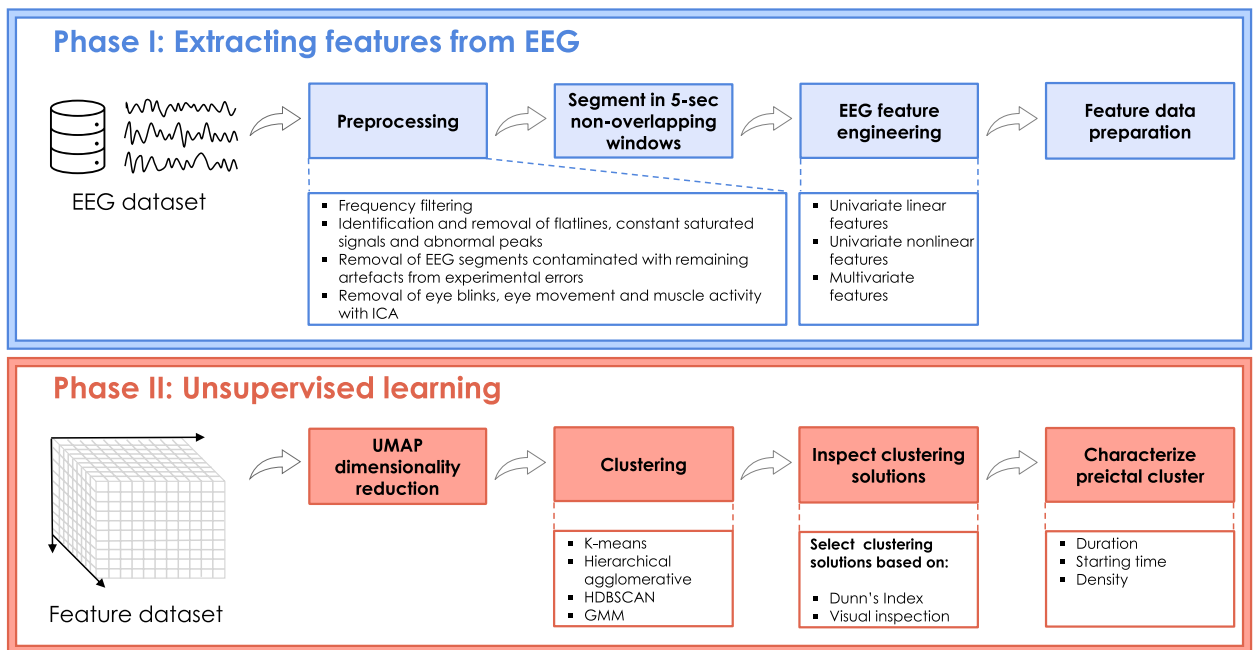 Phase I: Extracting features from EEG
EEG dataset
Preprocessing
Segment in 5-sec
non-overlapping
windows
EEG feature
engineering
Feature data
preparation
▪ Frequency filtering
▪ Identification and removal of flatlines, constant saturated
signals and abnormal peaks
▪ Removal of EEG segments contaminated with remaining
artefacts from experimental errors
▪ Removal of eye blinks, eye movement and muscle activity
with ICA
▪ Univariate linear
features
▪ Univariate nonlinear
features
▪ Multivariate
features
Phase II: Unsupervised learning
Feature dataset
UMAP
dimensionality
reduction
Clustering
Inspect clustering
solutions
Characterize
preictal cluster
▪ K-means
▪ Hierarchical
agglomerative
▪ HDBSCAN
▪ GMM
Select clustering
solutions based on:
▪ Dunn's Index
▪ Visual inspection
▪ Duration
▪ Starting time
▪ Density